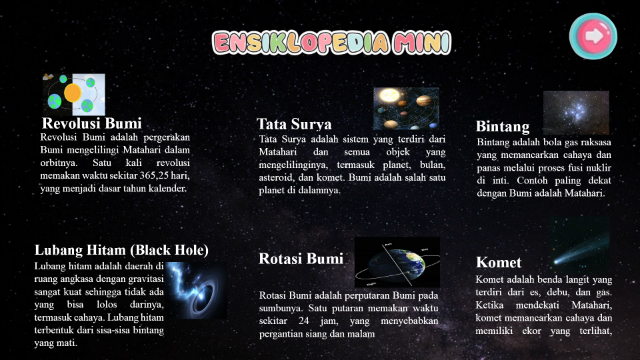 ENSIKLOPEDIA MINI
Revolusi Bumi
Revolusi Bumi adalah pergerakan
Bumi mengelilingi Matahari dalam
orbitnya. Satu kali revolusi
memakan waktu sekitar 365,25 hari,
yang menjadi dasar tahun kalender.
Tata Surya
Tata Surya adalah sistem yang terdiri dari
Matahari dan semua objek yang
mengelilinginya, termasuk planet, bulan,
asteroid, dan komet. Bumi adalah salah satu
planet di dalamnya.
Bintang
Bintang adalah bola gas raksasa
yang memancarkan cahaya dan
panas melalui proses fusi nuklir
di inti. Contoh paling dekat
dengan Bumi adalah Matahari.
Lubang Hitam (Black Hole)
Lubang hitam adalah daerah di
ruang angkasa dengan gravitasi
sangat kuat sehingga tidak ada
yang bisa lolos darinya,
termasuk cahaya. Lubang hitam
terbentuk dari sisa-sisa bintang
yang mati.
Rotasi Bumi
Rotasi Bumi adalah perputaran Bumi pada
sumbunya. Satu putaran memakan waktu
sekitar 24 jam, yang menyebabkan
pergantian siang dan malam
Komet
Komet adalah benda langit yang
terdiri dari es, debu, dan gas.
Ketika mendekati Matahari,
komet memancarkan cahaya dan
memiliki ekor yang terlihat,